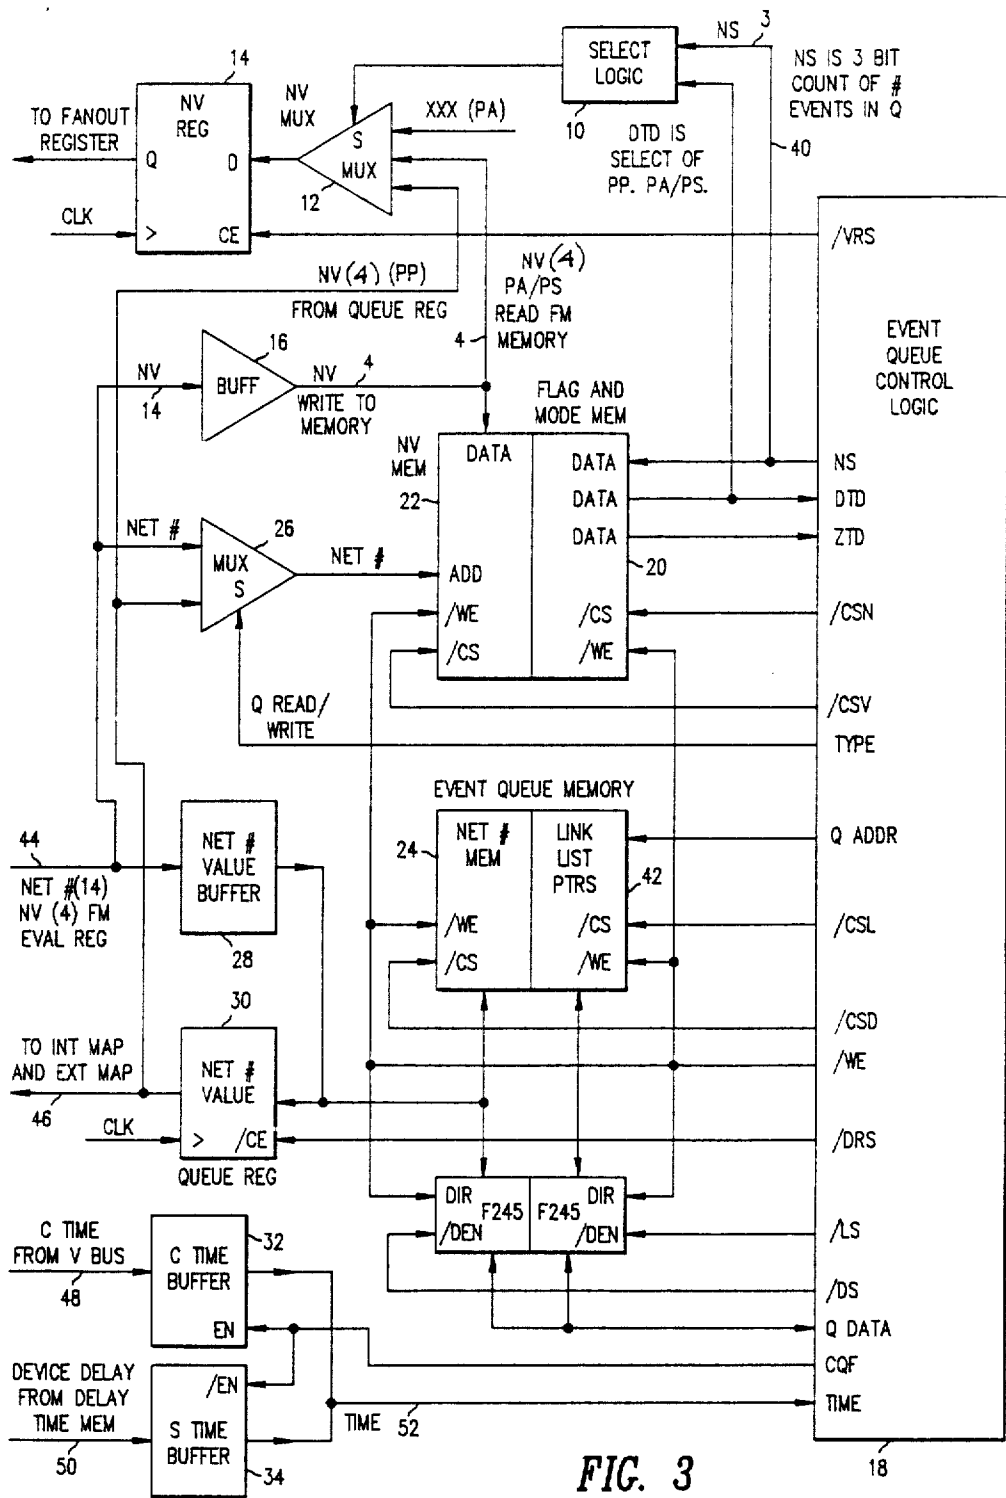 14
NV
REG
TO FANOUT
REGISTER
Q
D
CLK
>
CE
NV
MUX
S
MUX
12
XXX (PA)
SELECT
LOGIC
10
NS
3
NS IS 3 BIT
COUNT OF #
EVENTS IN Q
40
DTD IS
SELECT OF
PP. PA/PS.
/VRS
NV(4) (PP)
FROM QUEUE REG
NV(4)
PA/PS
READ FM
MEMORY
4
EVENT
QUEUE
CONTROL
LOGIC
16
BUFF
NV
14
NV
4
WRITE TO
MEMORY
FLAG AND
MODE MEM
NV
MEM
22
DATA
DATA
DATA
DATA
NS
DTD
ZTD
20
NET #
26
MUX
S
NET #
ADD
/WE
/CS
/CS
/WE
/CSN
/CSV
Q READ/
WRITE
TYPE
EVENT QUEUE MEMORY
24
NET #
MEM
LINK
LIST
PTRS
42
/WE
/CS
/CS
/WE
Q ADDR
/CSL
/CSD
/WE
44
NET #(14)
NV (4) FM
EVAL REG
NET #
VALUE
BUFFER
28
30
TO INT MAP
AND EXT MAP
46
NET #
VALUE
CLK
>
/CE
QUEUE REG
/DRS
DIR
F245
F245
DIR
/DEN
/DEN
/LS
/DS
Q DATA
C TIME
FROM V BUS
48
C TIME
BUFFER
EN
32
CQF
DEVICE DELAY
FROM DELAY
TIME MEM
50
/EN
S TIME
BUFFER
34
TIME
52
TIME
18
FIG. 3